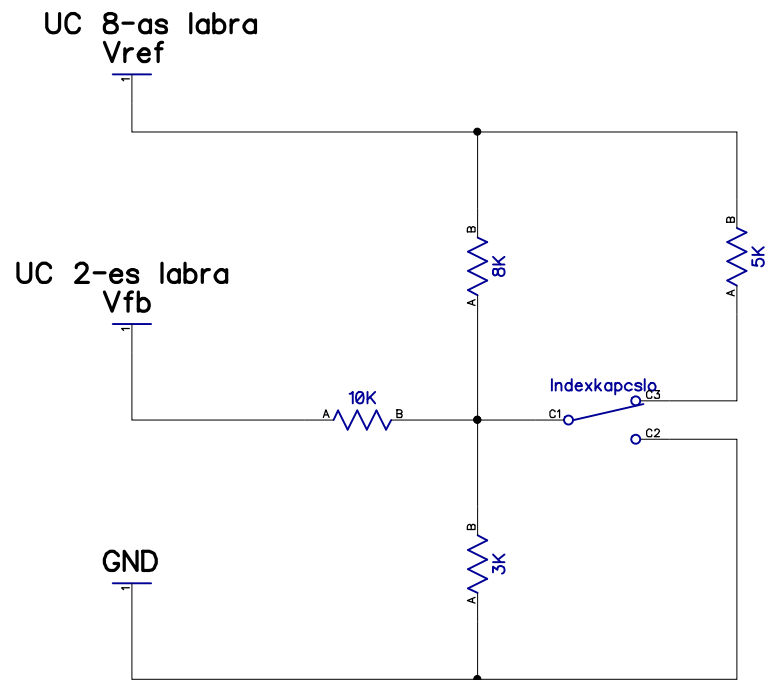 UC 8-as labra
Vref
1
B
8K
A
B
5K
A
UC 2-es labra
Vfb
1
10K
A
B
Indexkapcslo
C1
C3
C2
B
3K
A
GND
1